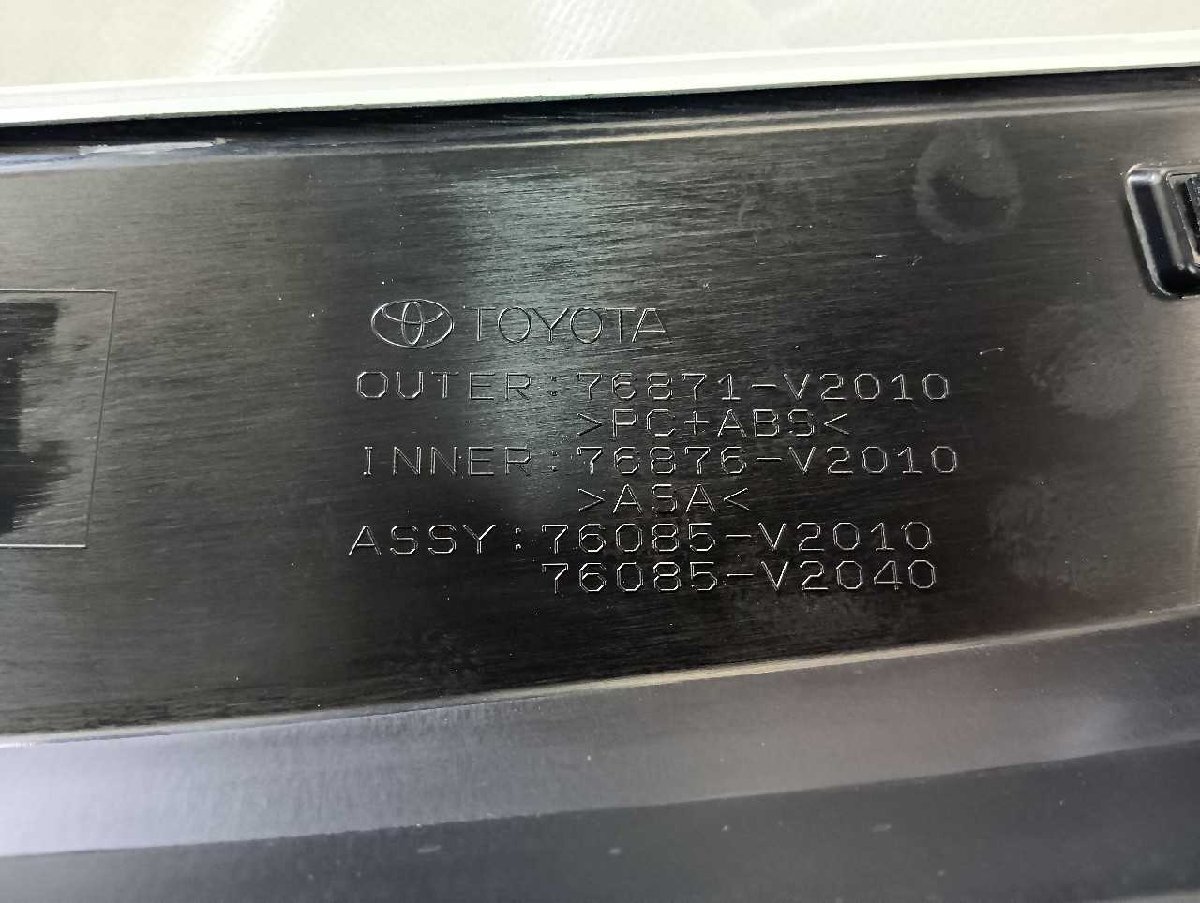 TOYOTA
OUTER:76871-V2010
>PC+ABS<
INNER:76876-V2010
>ASA<
ASSY:76085-V2010
76085-V2040